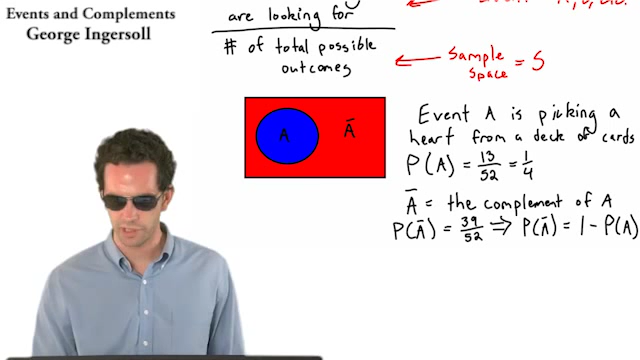 Events and Complements
George Ingersoll
are looking for
# of total possible
outcomes
Sample
Space = S
A
Ā
Event A is picking a
heart from a deck of cards
P(A) = 13/52 = 1/4
Ā = the complement of A
P(Ā) = 39/52 ⇒ P(Ā) = 1 - P(A)